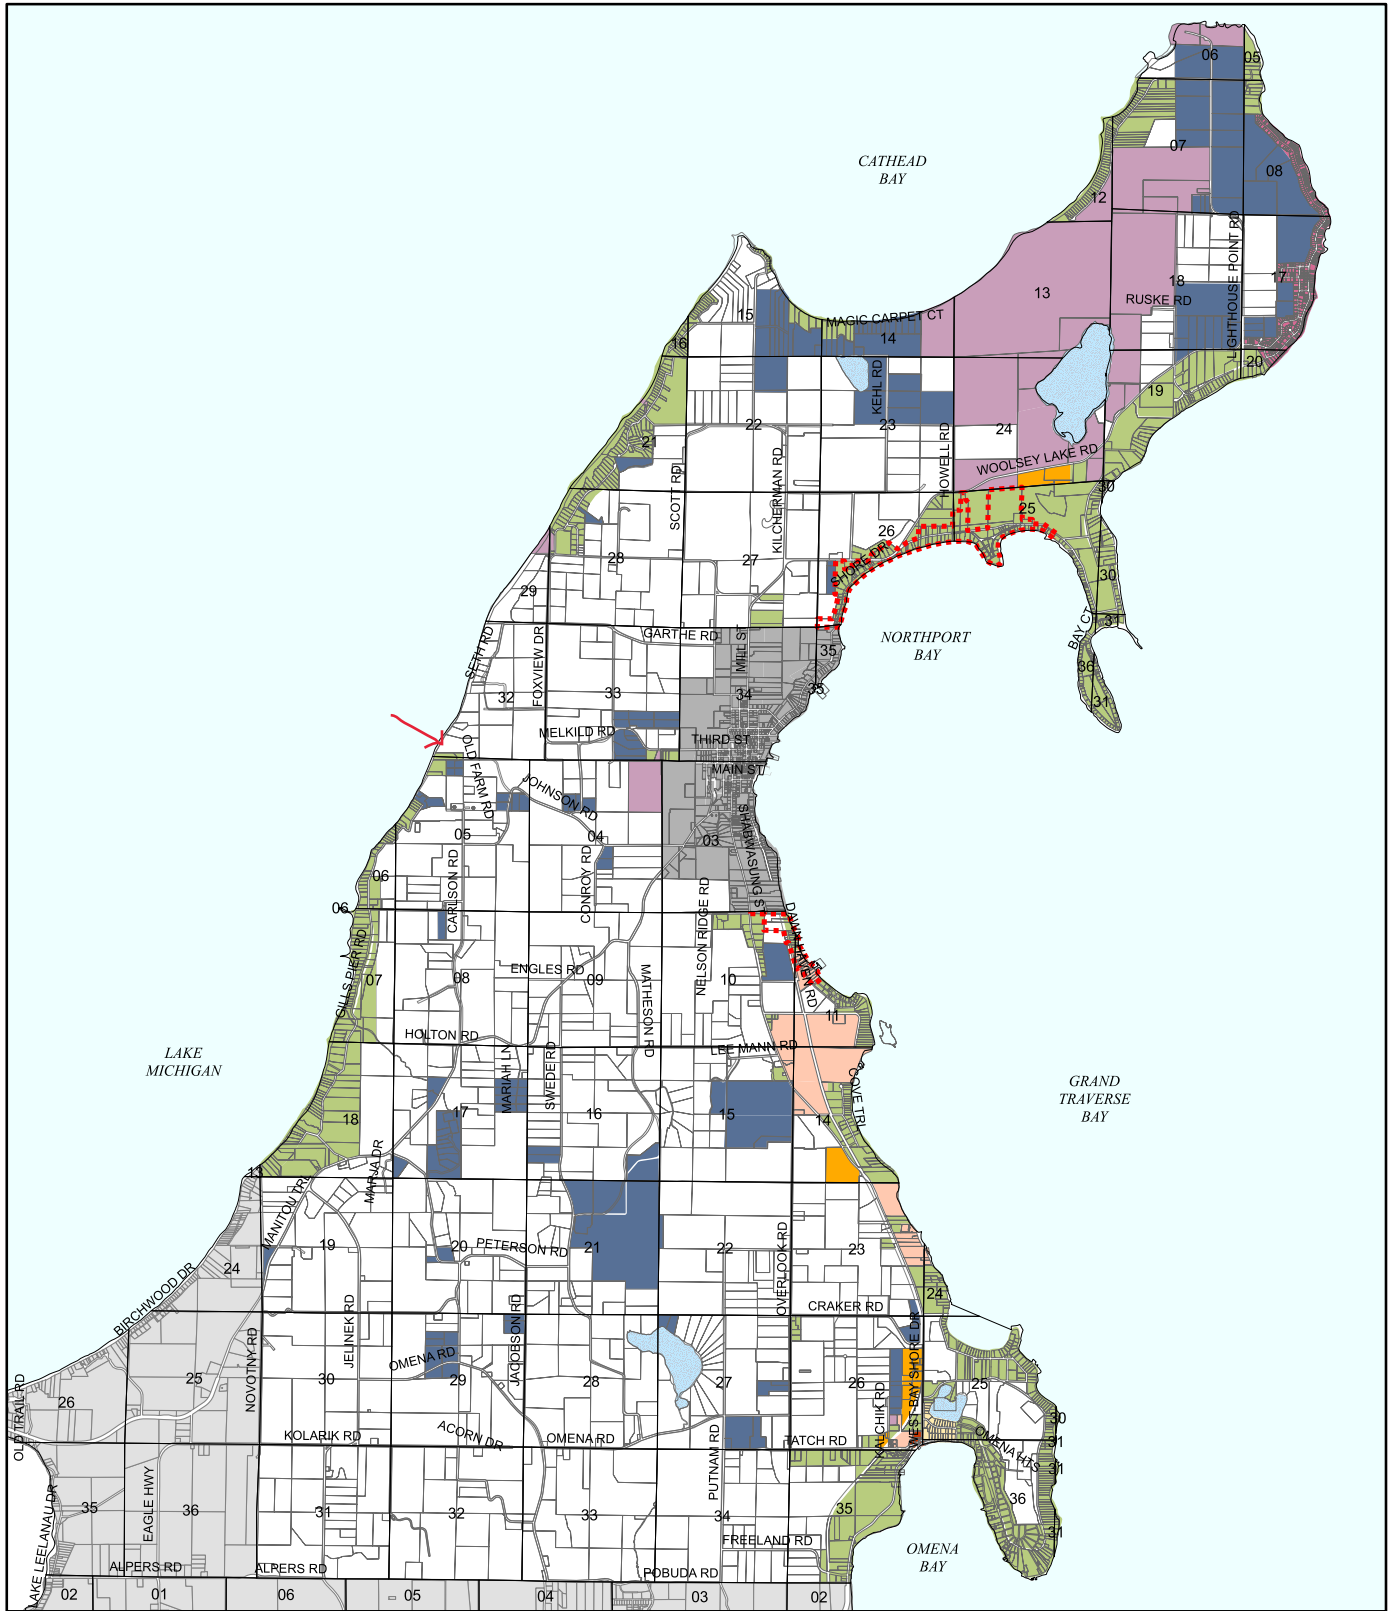 06
05
07
08
12
CATHEAD
BAY
13
18
17
RUSKE RD
LIGHTHOUSE POINT RD
15
MAGIC CARPET CT
14
16
20
19
KEHL RD
22
23
24
21
HOWELL RD
WOOLSEY LAKE RD
SCOTT RD
KILCHERMAN RD
30
25
26
28
27
SHORE DR
30
29
31
GARTHE RD
MILL ST
35
NORTHPORT
BAY
BAY CT
SETH RD
FOXVIEW DR
36
32
33
34
35
31
MELKILD RD
THIRD ST
OLD FARM RD
MAIN ST
JOHNSON RD
05
04
03
SHABWASUNG ST
06
CARLSON RD
CONROY RD
NELSON RIDGE RD
06
DAWN HAVEN RD
GILLS PIER RD
07
08
ENGLES RD
09
MATHESON RD
10
11
HOLTON RD
LEE MANN RD
LAKE
MICHIGAN
GRAND
TRAVERSE
BAY
MARIAH LN
SWEDE RD
COVE TRL
18
17
16
15
14
13
MARJA DR
MANITOU TRL
19
20
PETERSON RD
21
22
OVERLOOK RD
23
24
24
BIRCHWOOD DR
CRAKER RD
JELINEK RD
JACOBSON RD
NOVOTNY RD
OMENA RD
WEST BAY SHORE DR
OLD TRAIL RD
26
25
30
29
28
27
26
KALCHIK RD
25
30
KOLARIK RD
ACORN DR
OMENA RD
PUTNAM RD
TATCH RD
OMENA HTS
31
31
LAKE LEELANAU DR
35
EAGLE HWY
36
31
32
33
34
35
36
31
FREELAND RD
OMENA
BAY
ALPERS RD
ALPERS RD
POBUDA RD
02
01
06
05
04
03
02